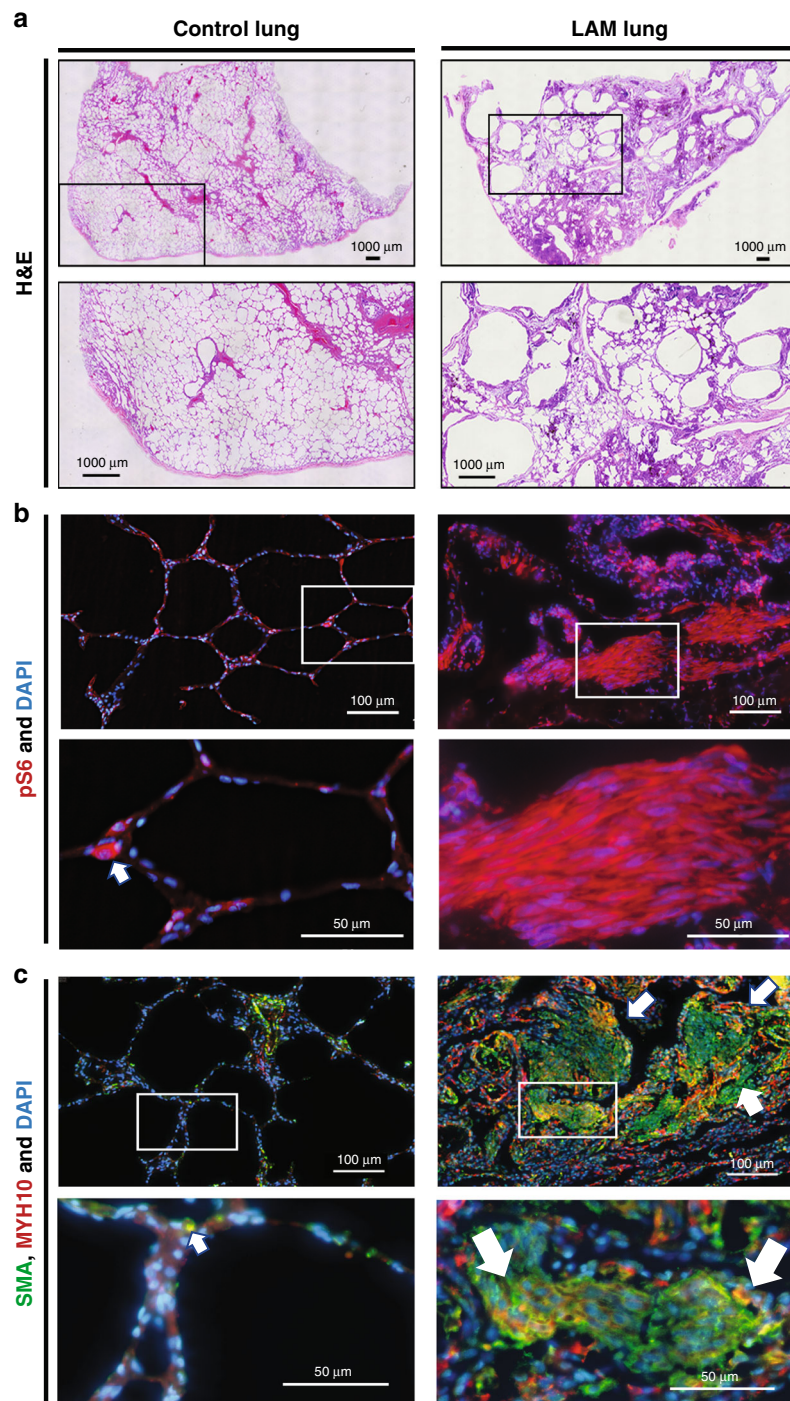 a
Control lung
LAM lung
H&E
1000 μm
1000 μm
1000 μm
1000 μm
b
pS6 and DAPI
100 μm
100 μm
50 μm
50 μm
c
SMA, MYH10 and DAPI
100 μm
100 μm
50 μm
50 μm